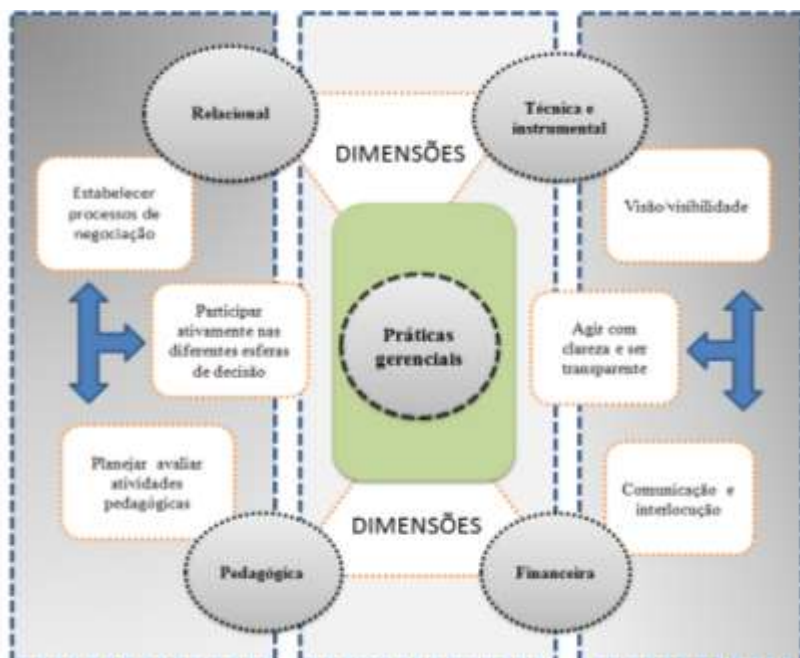 Relacional
Técnica e
instrumental
DIMENSÕES
Estabelecer
processos de
negociação
Visão/visibilidade
Participar
ativamente nas
diferentes esferas
de decisão
Práticas
gerenciais
Agir com
clareza e ser
transparente
Planejar avaliar
atividades
pedagógicas
Comunicação e
interlocução
DIMENSÕES
Pedagógica
Financeira